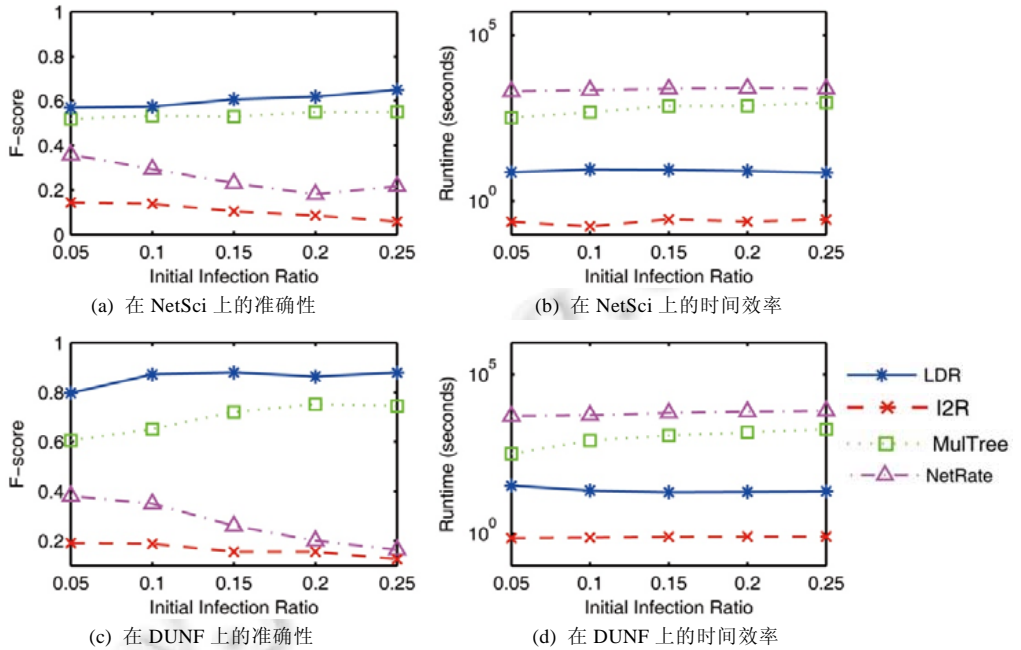 1
0.8
0.6
0.4
0.2
0
F-score
0.05 0.1 0.15 0.2 0.25
Initial Infection Ratio
(a) 在 NetSci 上的准确性
10^5
10^0
Runtime (seconds)
0.05 0.1 0.15 0.2 0.25
Initial Infection Ratio
(b) 在 NetSci 上的时间效率
1
0.8
0.6
0.4
0.2
F-score
0.05 0.1 0.15 0.2 0.25
Initial Infection Ratio
(c) 在 DUNF 上的准确性
10^5
10^0
Runtime (seconds)
0.05 0.1 0.15 0.2 0.25
Initial Infection Ratio
(d) 在 DUNF 上的时间效率
LDR
I2R
MulTree
NetRate